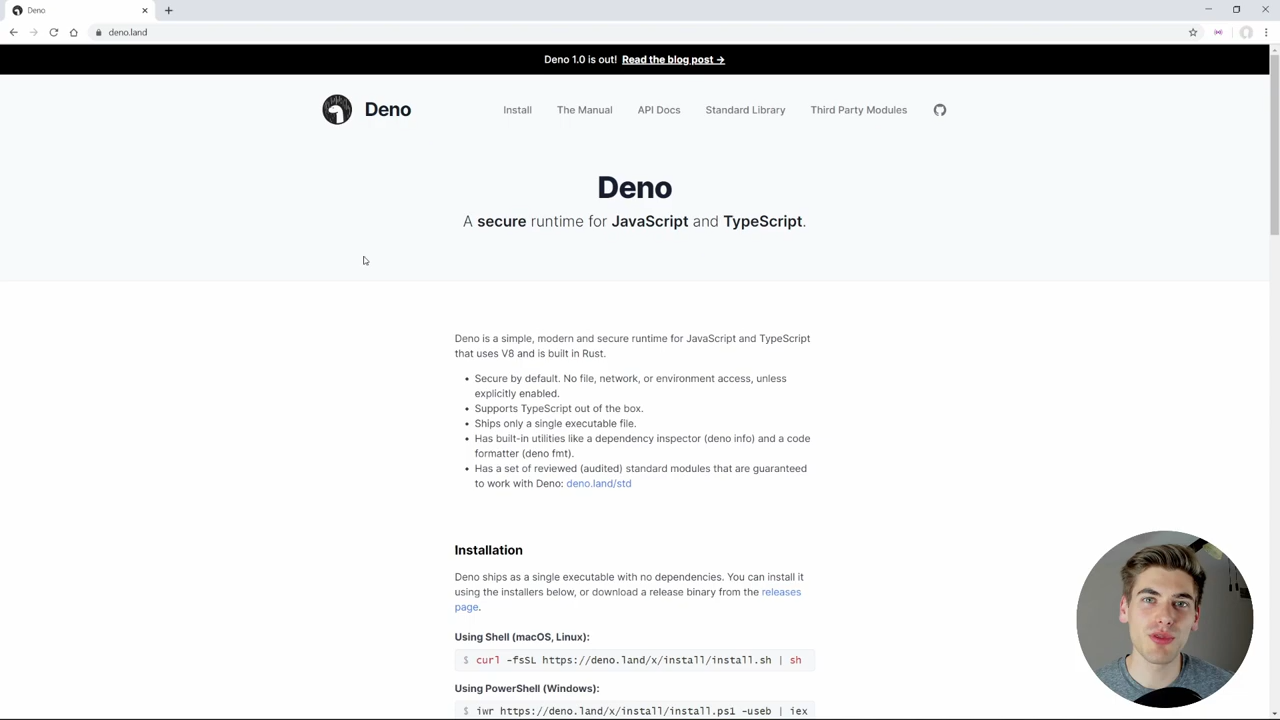 Deno
deno.land
Deno 1.0 is out! Read the blog post →
Deno
Install
The Manual
API Docs
Standard Library
Third Party Modules
Deno
A secure runtime for JavaScript and TypeScript.
Deno is a simple, modern and secure runtime for JavaScript and TypeScript
that uses V8 and is built in Rust.
• Secure by default. No file, network, or environment access, unless
explicitly enabled.
• Supports TypeScript out of the box.
• Ships only a single executable file.
• Has built-in utilities like a dependency inspector (deno info) and a code
formatter (deno fmt).
• Has a set of reviewed (audited) standard modules that are guaranteed
to work with Deno: deno.land/std
Installation
Deno ships as a single executable with no dependencies. You can install it
using the installers below, or download a release binary from the releases
page.
Using Shell (macOS, Linux):
$ curl -fsSL https://deno.land/x/install/install.sh | sh
Using PowerShell (Windows):
$ iwr https://deno.land/x/install/install.ps1 -useb | iex